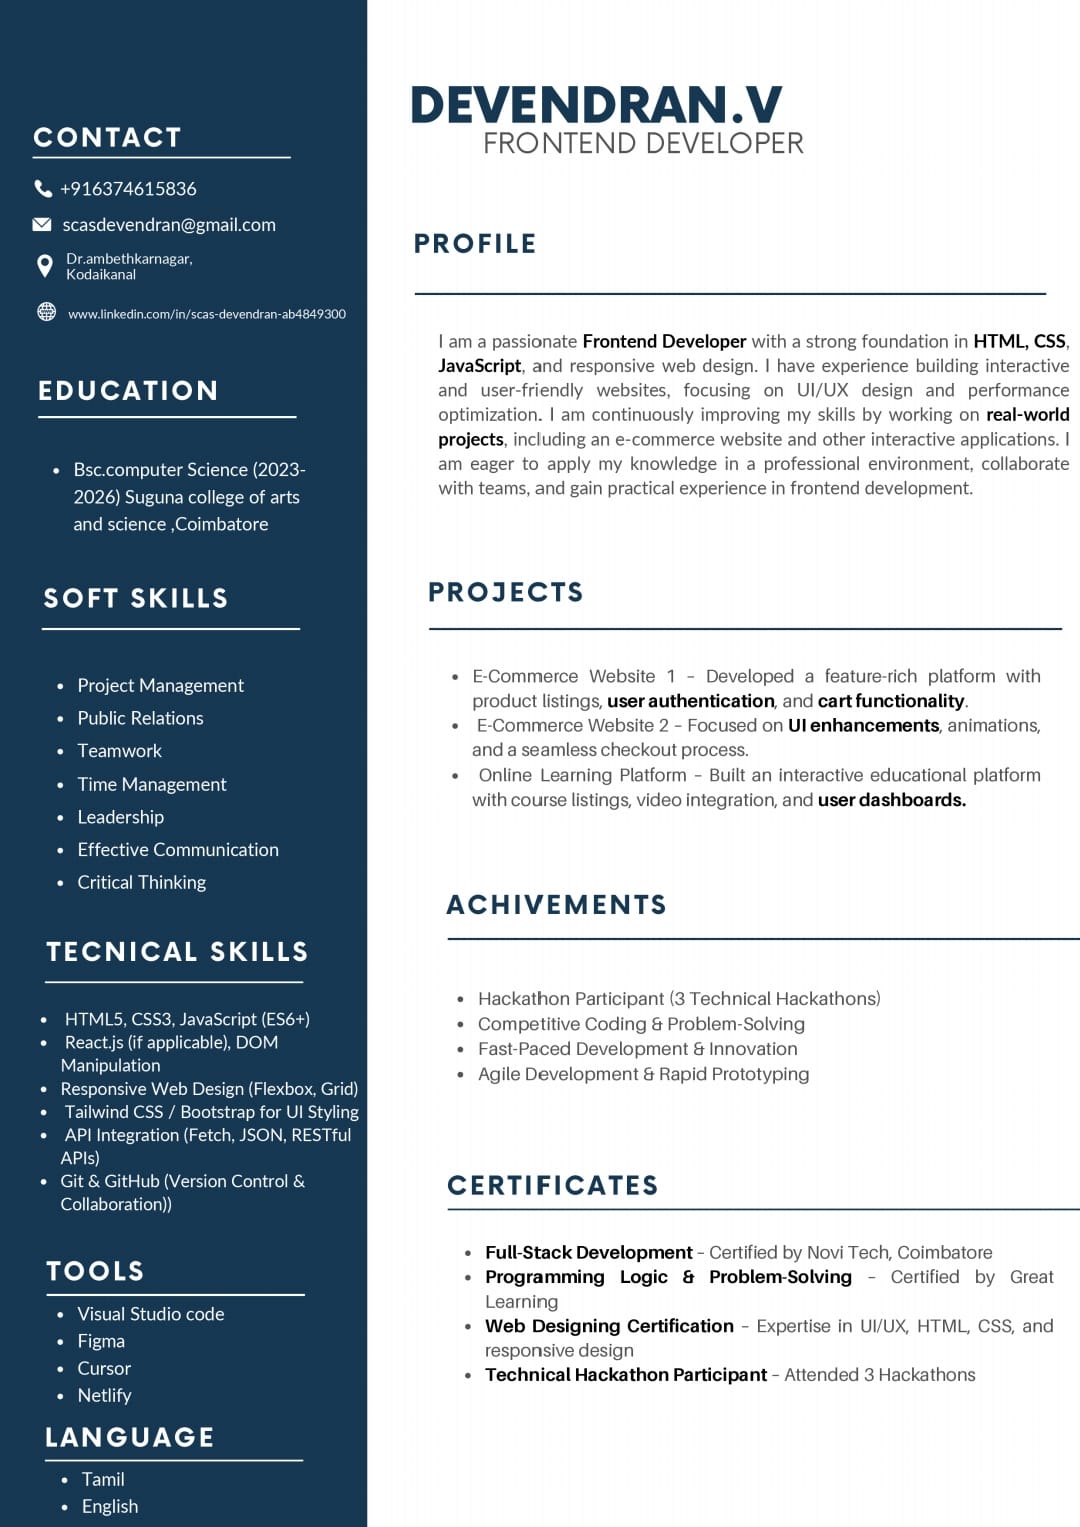 CONTACT
+916374615836
scasdevendran@gmail.com
Dr.ambethkarnagar,
Kodaikanal
www.linkedin.com/in/scas-devendran-ab4849300
EDUCATION
• Bsc.computer Science (2023-
2026) Suguna college of arts
and science ,Coimbatore
SOFT SKILLS
• Project Management
• Public Relations
• Teamwork
• Time Management
• Leadership
• Effective Communication
• Critical Thinking
TECNICAL SKILLS
• HTML5, CSS3, JavaScript (ES6+)
• React.js (if applicable), DOM
Manipulation
• Responsive Web Design (Flexbox, Grid)
• Tailwind CSS / Bootstrap for UI Styling
• API Integration (Fetch, JSON, RESTful
APIs)
• Git & GitHub (Version Control &
Collaboration))
TOOLS
• Visual Studio code
• Figma
• Cursor
• Netlify
LANGUAGE
• Tamil
• English
DEVENDRAN.V
FRONTEND DEVELOPER
PROFILE
I am a passionate Frontend Developer with a strong foundation in HTML, CSS,
JavaScript, and responsive web design. I have experience building interactive
and user-friendly websites, focusing on UI/UX design and performance
optimization. I am continuously improving my skills by working on real-world
projects, including an e-commerce website and other interactive applications. I
am eager to apply my knowledge in a professional environment, collaborate
with teams, and gain practical experience in frontend development.
PROJECTS
• E-Commerce Website 1 – Developed a feature-rich platform with
product listings, user authentication, and cart functionality.
• E-Commerce Website 2 – Focused on UI enhancements, animations,
and a seamless checkout process.
• Online Learning Platform – Built an interactive educational platform
with course listings, video integration, and user dashboards.
ACHIVEMENTS
• Hackathon Participant (3 Technical Hackathons)
• Competitive Coding & Problem-Solving
• Fast-Paced Development & Innovation
• Agile Development & Rapid Prototyping
CERTIFICATES
• Full-Stack Development – Certified by Novi Tech, Coimbatore
• Programming Logic & Problem-Solving – Certified by Great
Learning
• Web Designing Certification – Expertise in UI/UX, HTML, CSS, and
responsive design
• Technical Hackathon Participant – Attended 3 Hackathons